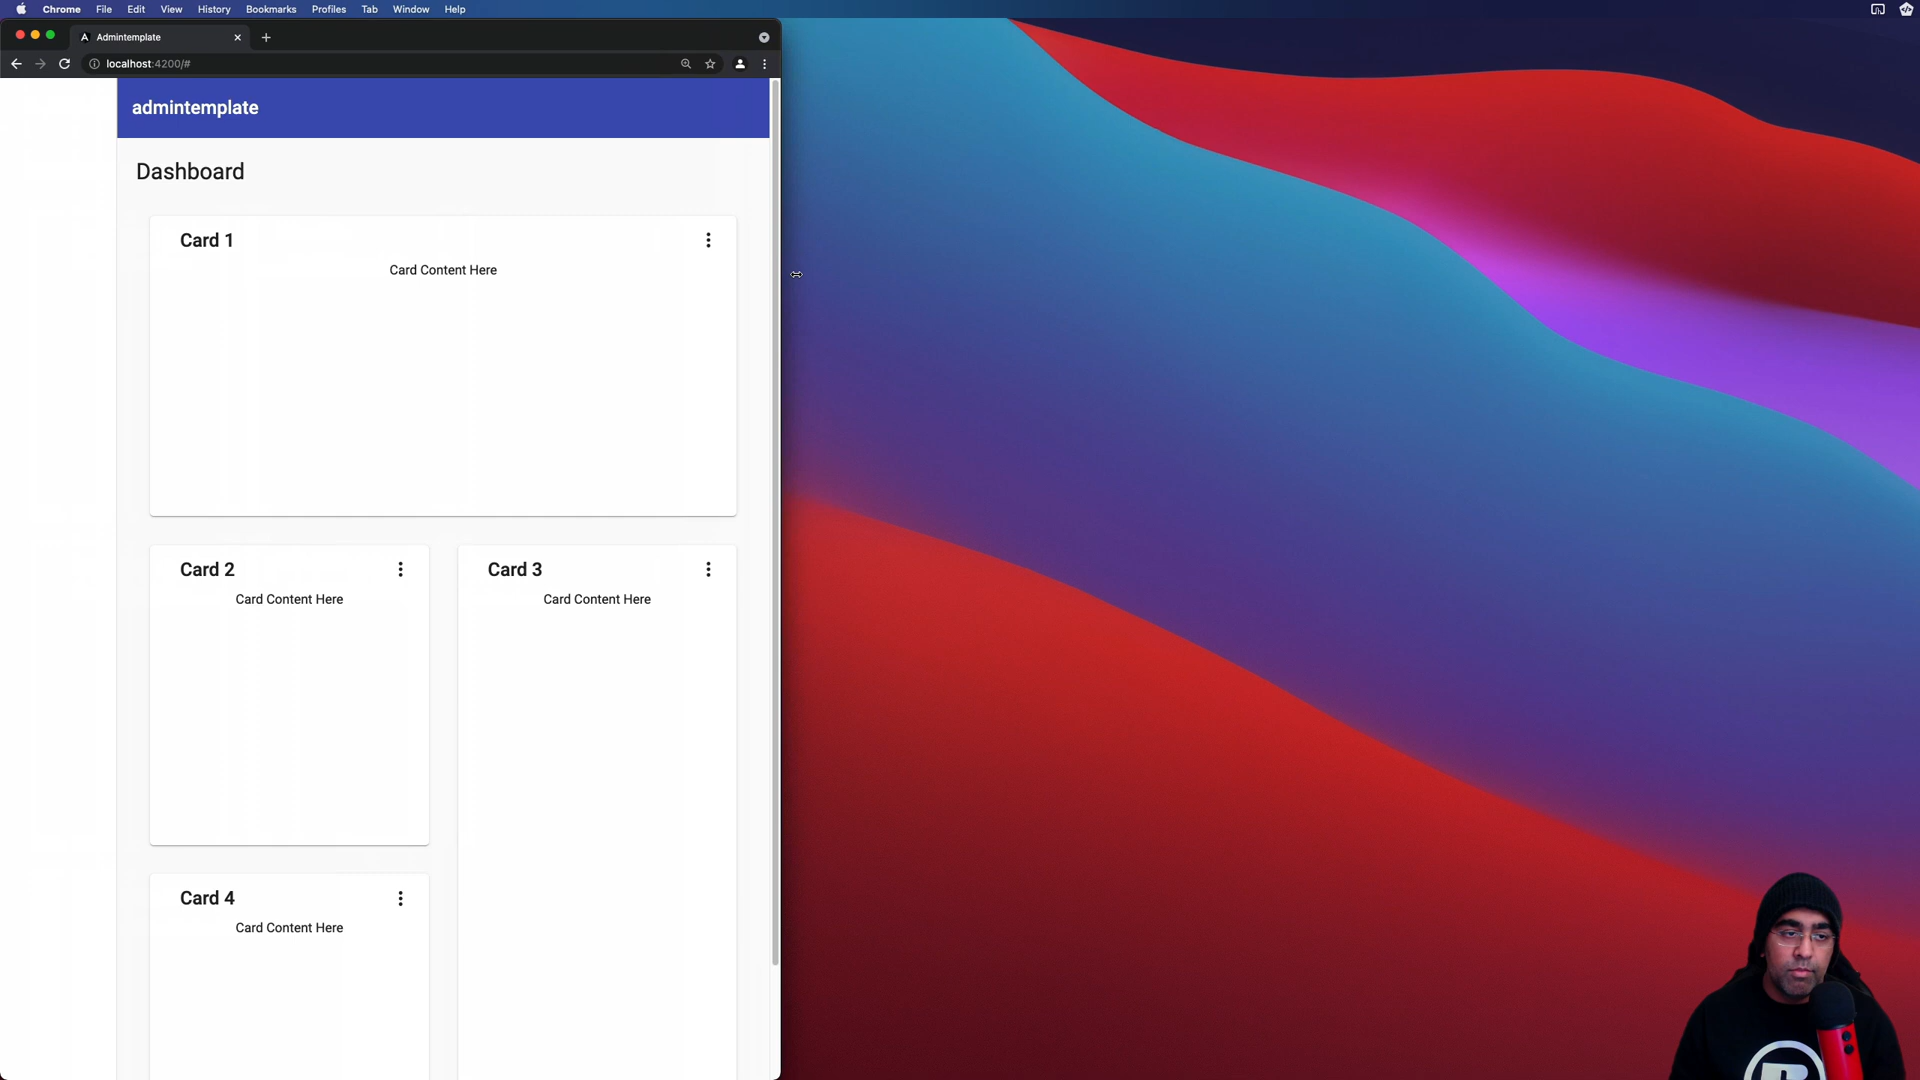 Chrome File Edit View History Bookmarks Profiles Tab Window Help
Admintemplate
localhost:4200/#
admintemplate
Dashboard
Card 1
Card Content Here
Card 2
Card 3
Card Content Here
Card Content Here
Card 4
Card Content Here